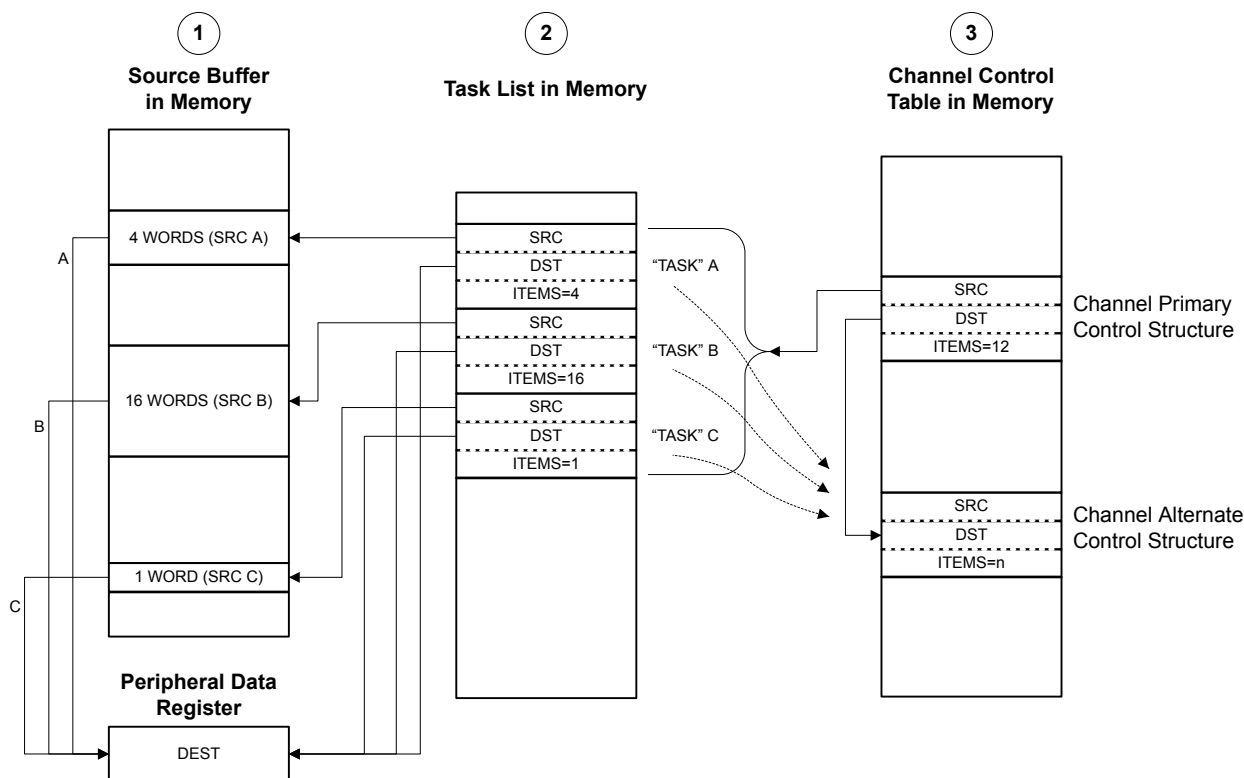 1
Source Buffer
in Memory
4 WORDS (SRC A)
16 WORDS (SRC B)
1 WORD (SRC C)
A
B
C
Peripheral Data
Register
DEST
2
Task List in Memory
SRC
DST
ITEMS=4
SRC
DST
ITEMS=16
SRC
DST
ITEMS=1
“TASK” A
“TASK” B
“TASK” C
3
Channel Control
Table in Memory
SRC
DST
ITEMS=12
Channel Primary
Control Structure
SRC
DST
ITEMS=n
Channel Alternate
Control Structure